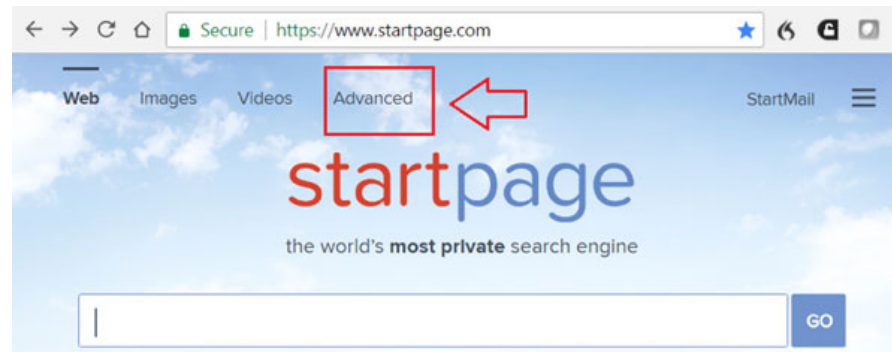 Secure | https://www.startpage.com
Web Images Videos Advanced StartMail
startpage
the world's most private search engine
GO